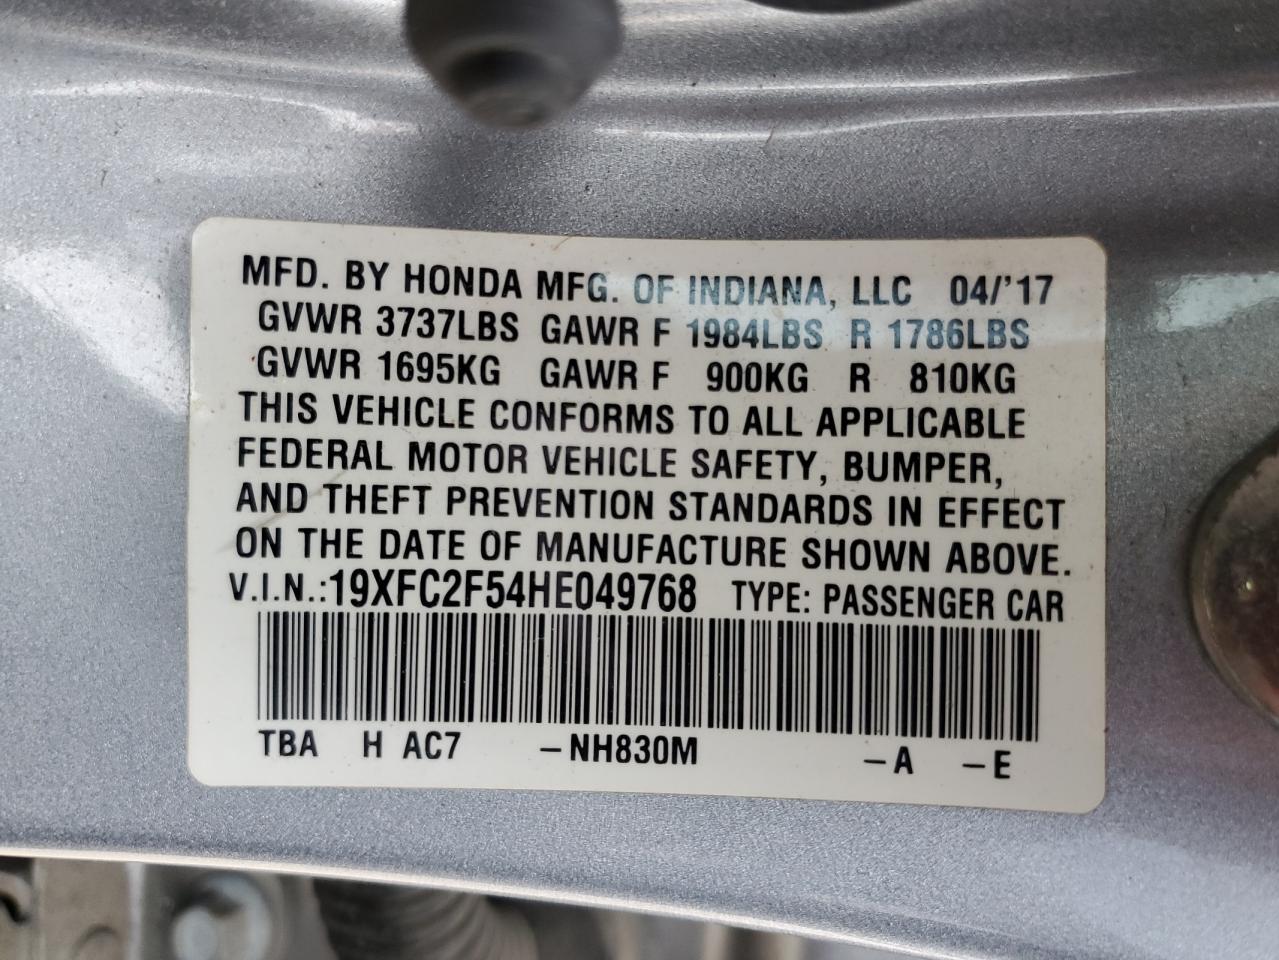 MFD. BY HONDA MFG. OF INDIANA, LLC 04/'17
GVWR 3737LBS GAWR F 1984LBS R 1786LBS
GVWR 1695KG GAWR F 900KG R 810KG
THIS VEHICLE CONFORMS TO ALL APPLICABLE
FEDERAL MOTOR VEHICLE SAFETY, BUMPER,
AND THEFT PREVENTION STANDARDS IN EFFECT
ON THE DATE OF MANUFACTURE SHOWN ABOVE.
V.I.N.:19XFC2F54HE049768 TYPE: PASSENGER CAR
TBA H AC7 –NH830M –A –E